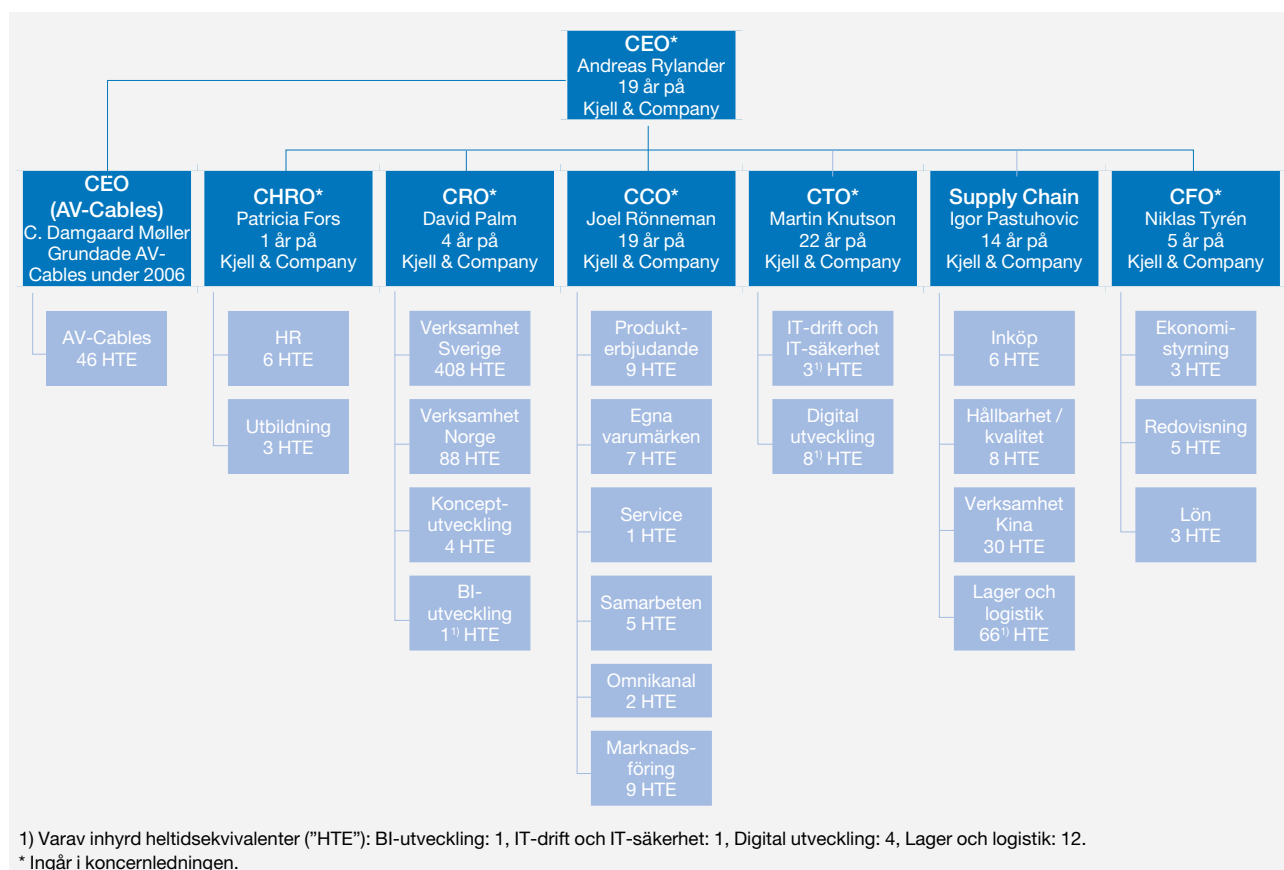 CEO*
Andreas Rylander
19 år på
Kjell & Company
CEO
(AV-Cables)
C. Damgaard Møller
Grundade AV-
Cables under 2006
CHRO*
Patricia Fors
1 år på
Kjell & Company
CRO*
David Palm
4 år på
Kjell & Company
CCO*
Joel Rönneman
19 år på
Kjell & Company
CTO*
Martin Knutson
22 år på
Kjell & Company
Supply Chain
Igor Pastuhovic
14 år på
Kjell & Company
CFO*
Niklas Tyrén
5 år på
Kjell & Company
AV-Cables
46 HTE
HR
6 HTE
Utbildning
3 HTE
Verksamhet
Sverige
408 HTE
Verksamhet
Norge
88 HTE
Koncept-
utveckling
4 HTE
BI-
utveckling
1¹⁾ HTE
Produkt-
erbjudande
9 HTE
Egna
varumärken
7 HTE
Service
1 HTE
Samarbeten
5 HTE
Omnikanal
2 HTE
Marknads-
föring
9 HTE
IT-drift och
IT-säkerhet
3¹⁾ HTE
Digital
utveckling
8¹⁾ HTE
Inköp
6 HTE
Hållbarhet /
kvalitet
8 HTE
Verksamhet
Kina
30 HTE
Lager och
logistik
66¹⁾ HTE
Ekonomi-
styrning
3 HTE
Redovisning
5 HTE
Lön
3 HTE
1) Varav inhyrd heltidsekvivalenter (”HTE”): BI-utveckling: 1, IT-drift och IT-säkerhet: 1, Digital utveckling: 4, Lager och logistik: 12.
* Ingår i koncernledningen.